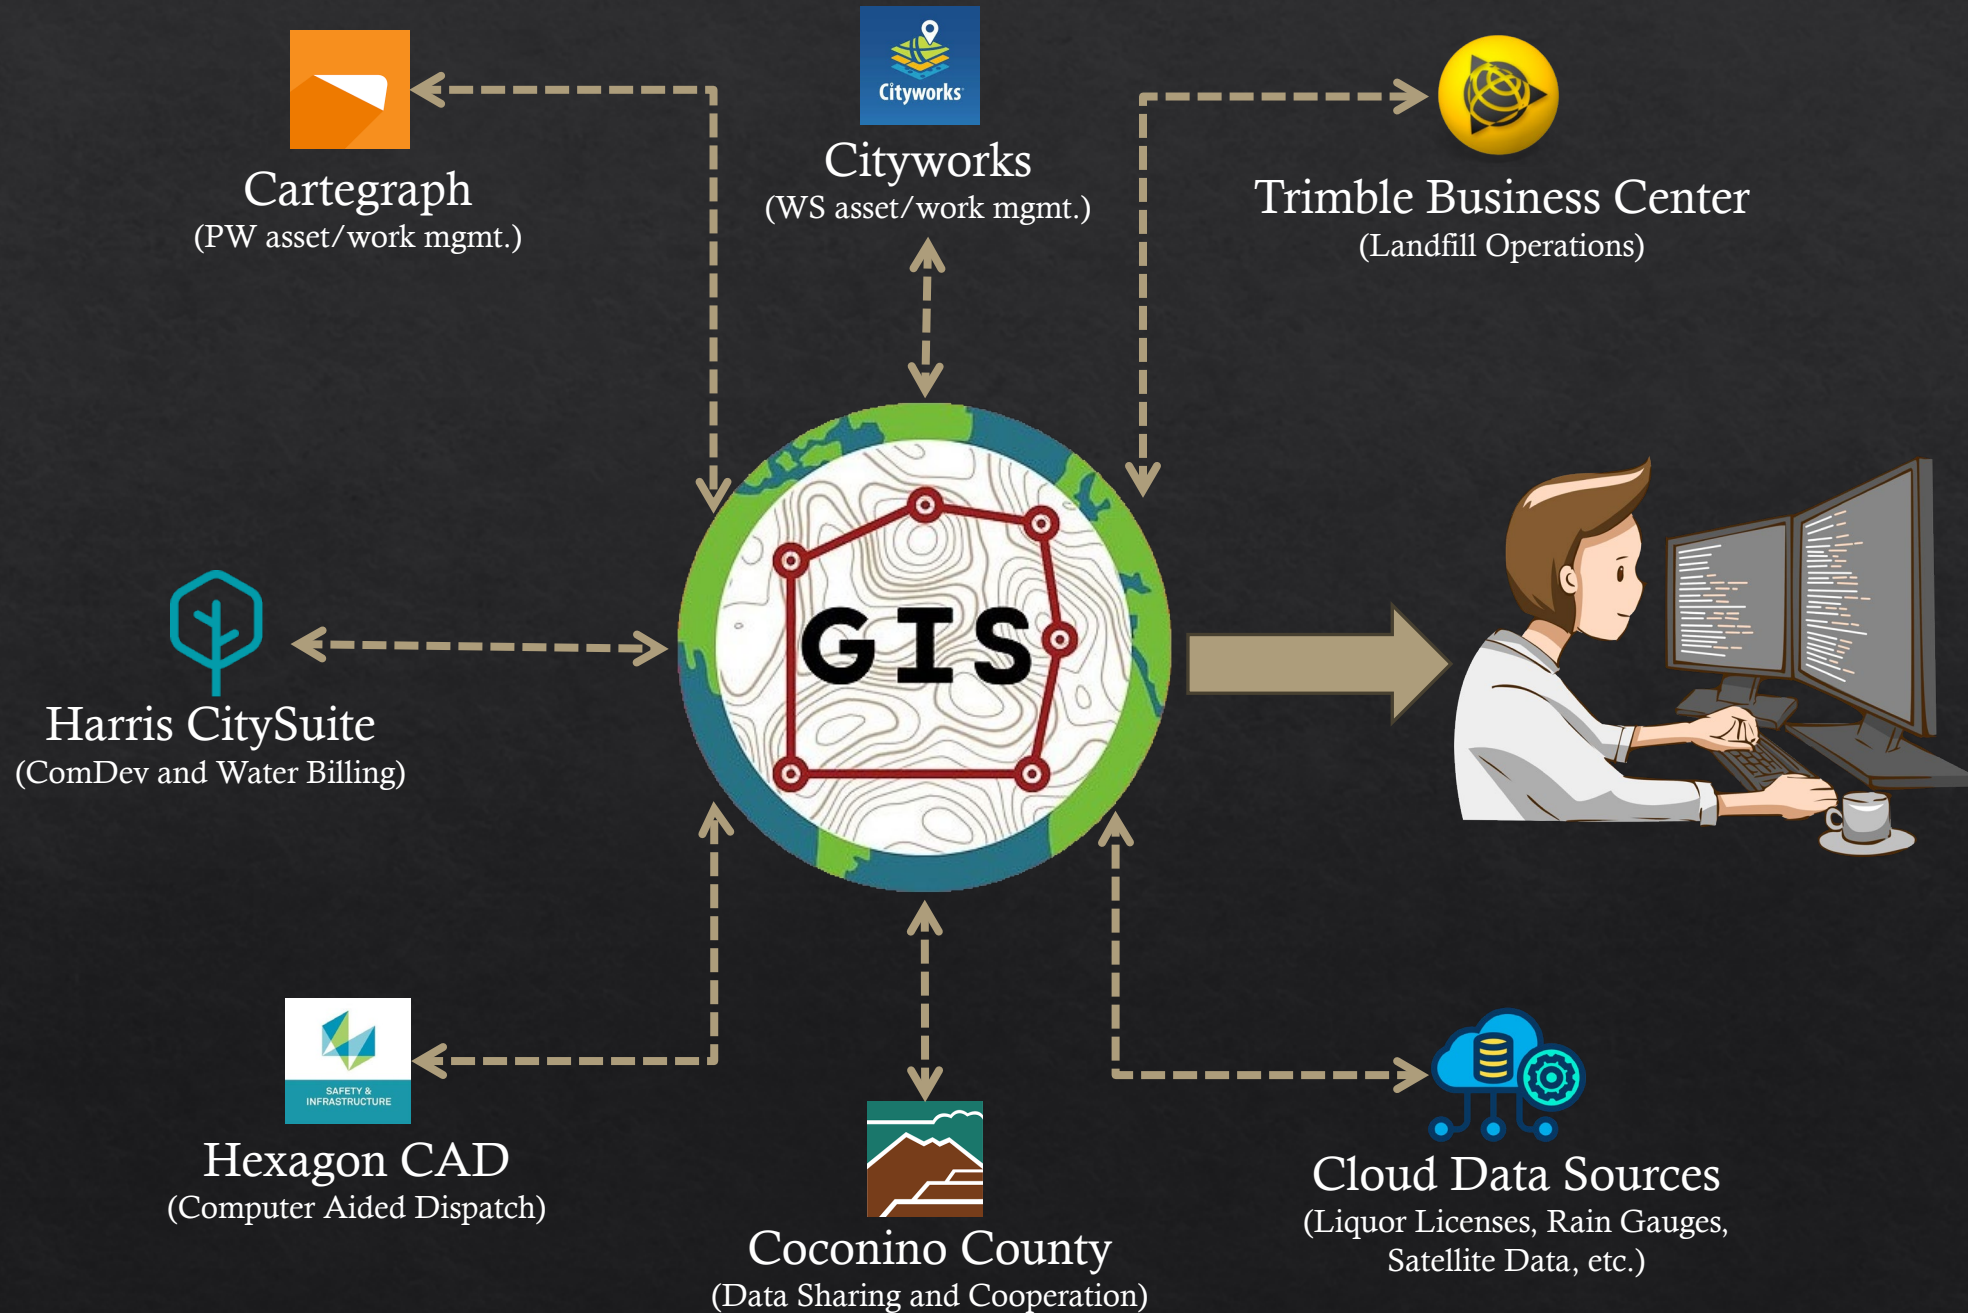 Cityworks
Cartegraph
(PW asset/work mgmt.)
Cityworks
(WS asset/work mgmt.)
Trimble Business Center
(Landfill Operations)
GIS
Harris CitySuite
(ComDev and Water Billing)
SAFETY &
INFRASTRUCTURE
Hexagon CAD
(Computer Aided Dispatch)
Coconino County
(Data Sharing and Cooperation)
Cloud Data Sources
(Liquor Licenses, Rain Gauges,
Satellite Data, etc.)